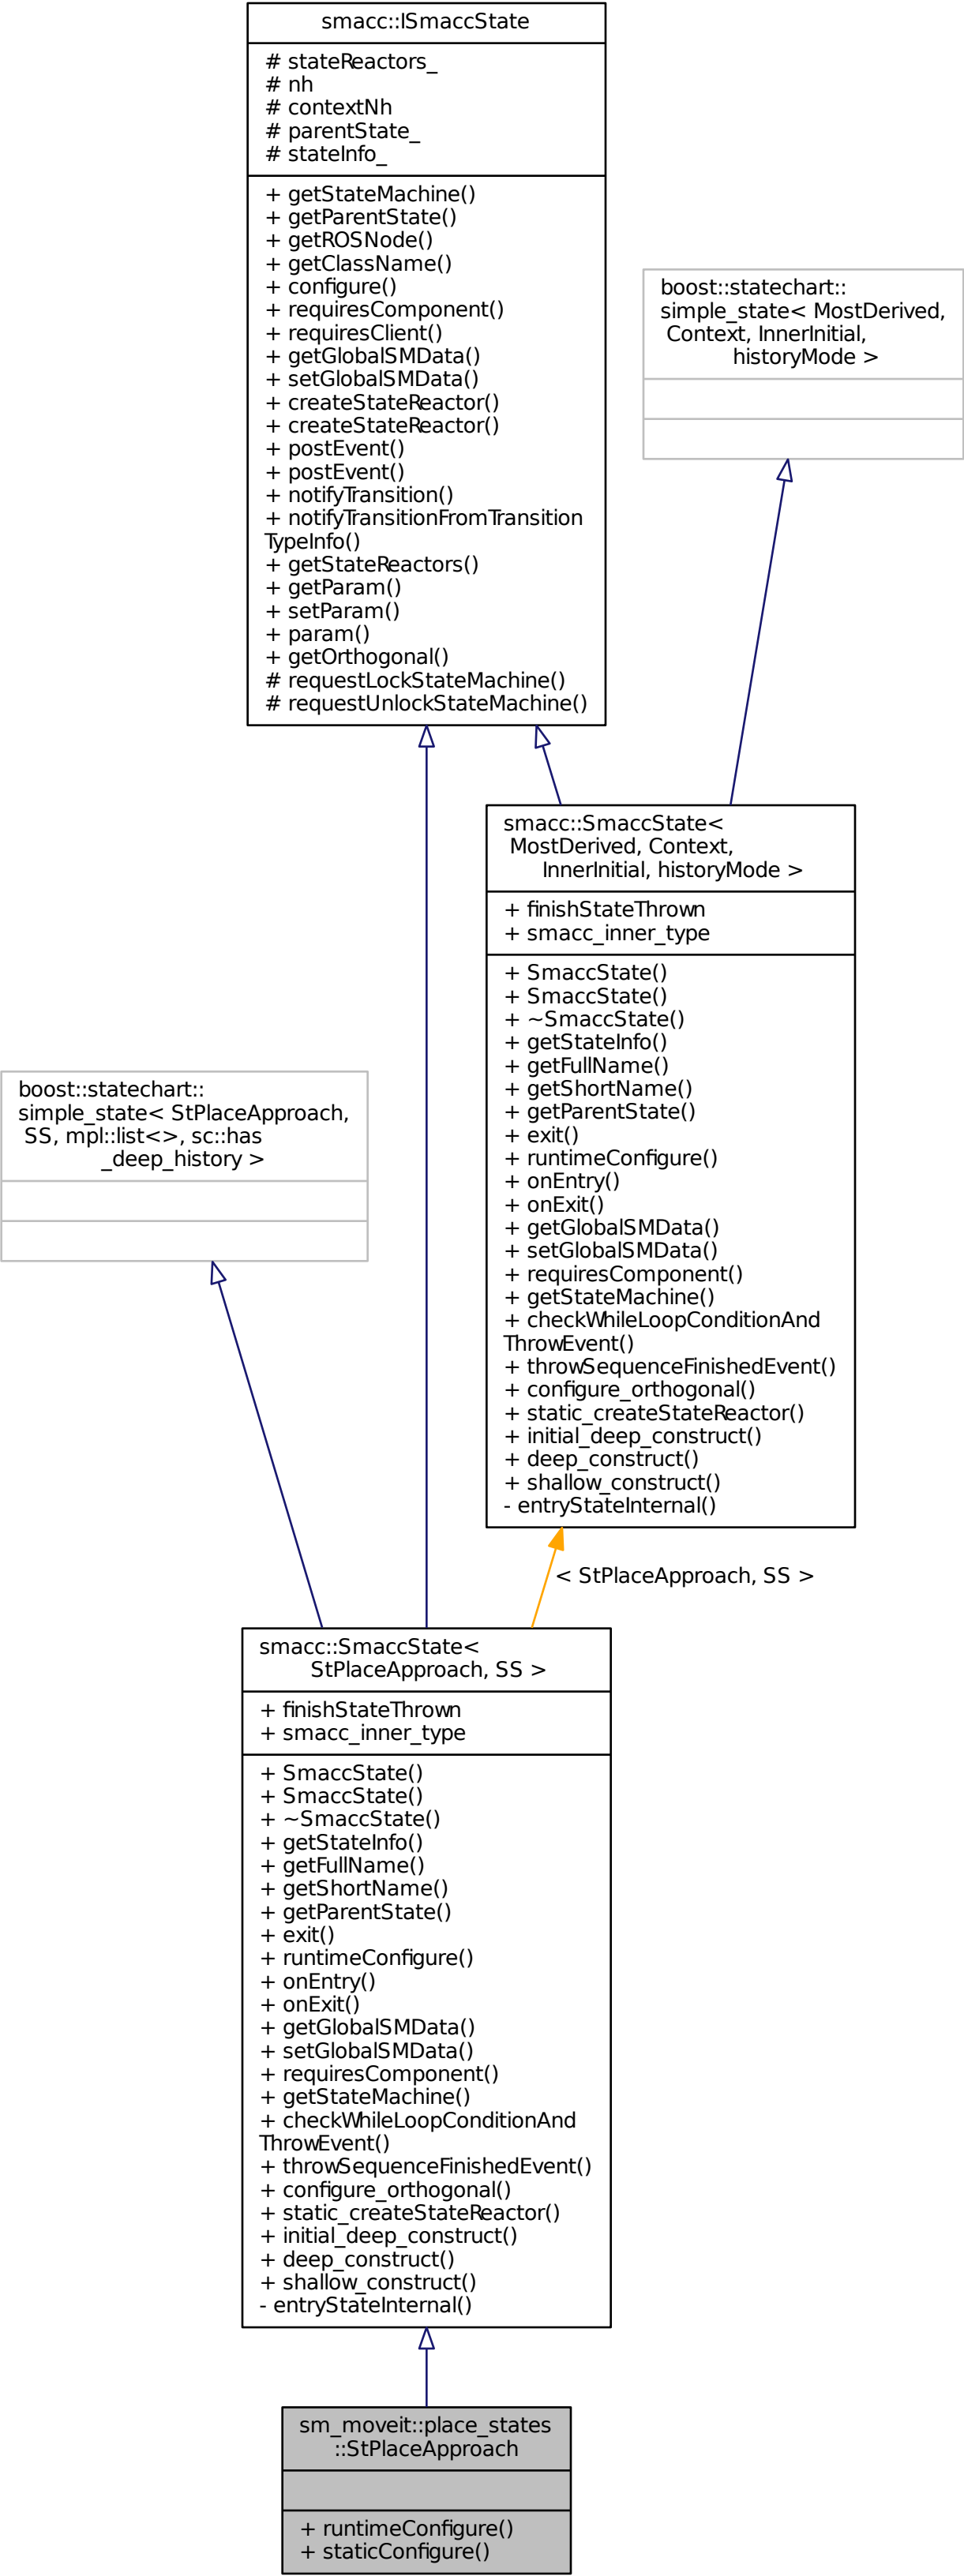 smacc::ISmaccState
# stateReactors_
# nh
# contextNh
# parentState_
# stateInfo_
+ getStateMachine()
+ getParentState()
+ getROSNode()
+ getClassName()
+ configure()
+ requiresComponent()
+ requiresClient()
+ getGlobalSMData()
+ setGlobalSMData()
+ createStateReactor()
+ createStateReactor()
+ postEvent()
+ postEvent()
+ notifyTransition()
+ notifyTransitionFromTransition
TypeInfo()
+ getStateReactors()
+ getParam()
+ setParam()
+ param()
+ getOrthogonal()
# requestLockStateMachine()
# requestUnlockStateMachine()
boost::statechart::
simple_state< MostDerived,
Context, InnerInitial,
historyMode >
smacc::SmaccState<
MostDerived, Context,
InnerInitial, historyMode >
+ finishStateThrown
+ smacc_inner_type
+ SmaccState()
+ SmaccState()
+ ~SmaccState()
+ getStateInfo()
+ getFullName()
+ getShortName()
+ getParentState()
+ exit()
+ runtimeConfigure()
+ onEntry()
+ onExit()
+ getGlobalSMData()
+ setGlobalSMData()
+ requiresComponent()
+ getStateMachine()
+ checkWhileLoopConditionAnd
ThrowEvent()
+ throwSequenceFinishedEvent()
+ configure_orthogonal()
+ static_createStateReactor()
+ initial_deep_construct()
+ deep_construct()
+ shallow_construct()
- entryStateInternal()
boost::statechart::
simple_state< StPlaceApproach,
SS, mpl::list<>, sc::has
_deep_history >
< StPlaceApproach, SS >
smacc::SmaccState<
StPlaceApproach, SS >
+ finishStateThrown
+ smacc_inner_type
+ SmaccState()
+ SmaccState()
+ ~SmaccState()
+ getStateInfo()
+ getFullName()
+ getShortName()
+ getParentState()
+ exit()
+ runtimeConfigure()
+ onEntry()
+ onExit()
+ getGlobalSMData()
+ setGlobalSMData()
+ requiresComponent()
+ getStateMachine()
+ checkWhileLoopConditionAnd
ThrowEvent()
+ throwSequenceFinishedEvent()
+ configure_orthogonal()
+ static_createStateReactor()
+ initial_deep_construct()
+ deep_construct()
+ shallow_construct()
- entryStateInternal()
sm_moveit::place_states
::StPlaceApproach
+ runtimeConfigure()
+ staticConfigure()